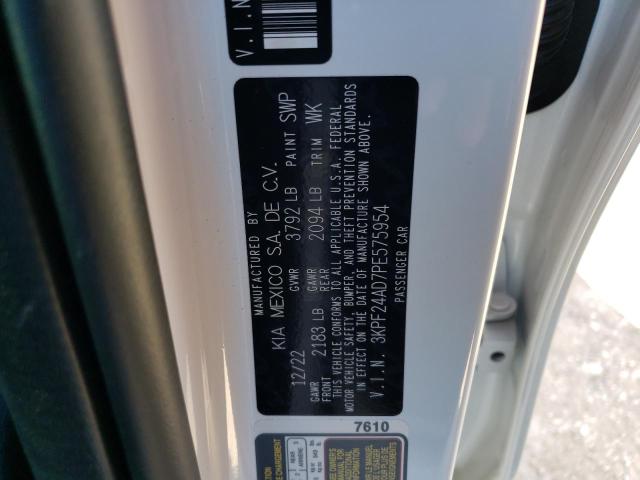 V.I.N
MANUFACTURED BY
KIA MEXICO S.A. DE C.V.
12/22 GVWR 3792 LB PAINT SWP
GAWR FRONT 2183 LB GAWR REAR 2094 LB TRIM WK
THIS VEHICLE CONFORMS TO ALL APPLICABLE U.S.A. FEDERAL
MOTOR VEHICLE SAFETY, BUMPER, AND THEFT PREVENTION STANDARDS
IN EFFECT ON THE DATE OF MANUFACTURE SHOWN ABOVE.
V.I.N. 3KPF24AD7PE575954
PASSENGER CAR
7610